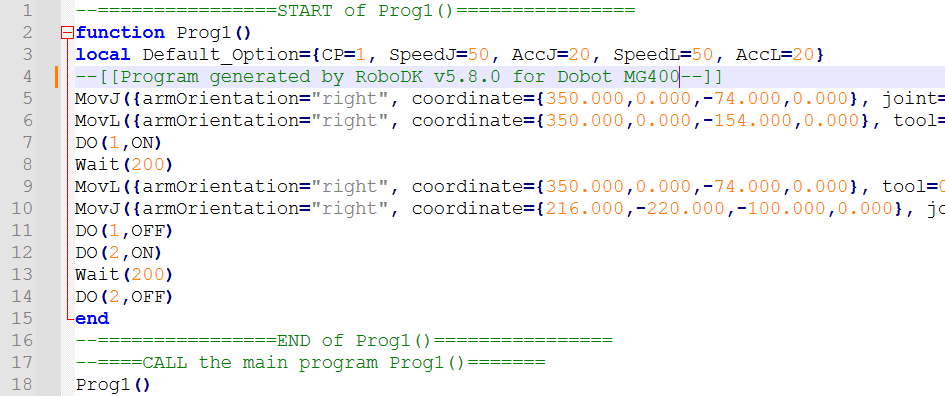 1 --================START of Prog1()================
2 function Prog1()
3 local Default_Option={CP=1, SpeedJ=50, AccJ=20, SpeedL=50, AccL=20}
4 --[[Program generated by RoboDK v5.8.0 for Dobot MG400--]]
5 MovJ({armOrientation="right", coordinate={350.000,0.000,-74.000,0.000}, joint=
6 MovL({armOrientation="right", coordinate={350.000,0.000,-154.000,0.000}, tool=
7 DO(1,ON)
8 Wait(200)
9 MovL({armOrientation="right", coordinate={350.000,0.000,-74.000,0.000}, tool=0
10 MovJ({armOrientation="right", coordinate={216.000,-220.000,-100.000,0.000}, jo
11 DO(1,OFF)
12 DO(2,ON)
13 Wait(200)
14 DO(2,OFF)
15 end
16 --================END of Prog1()================
17 --====CALL the main program Prog1()=======
18 Prog1()